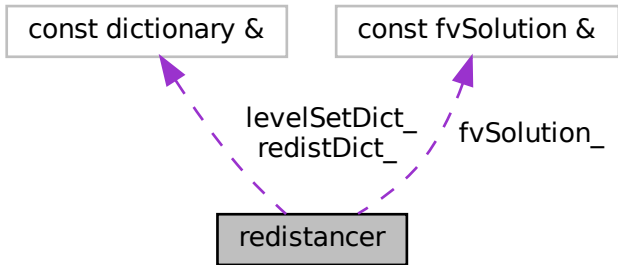 const dictionary &
const fvSolution &
levelSetDict_
redistDict_
fvSolution_
redistancer